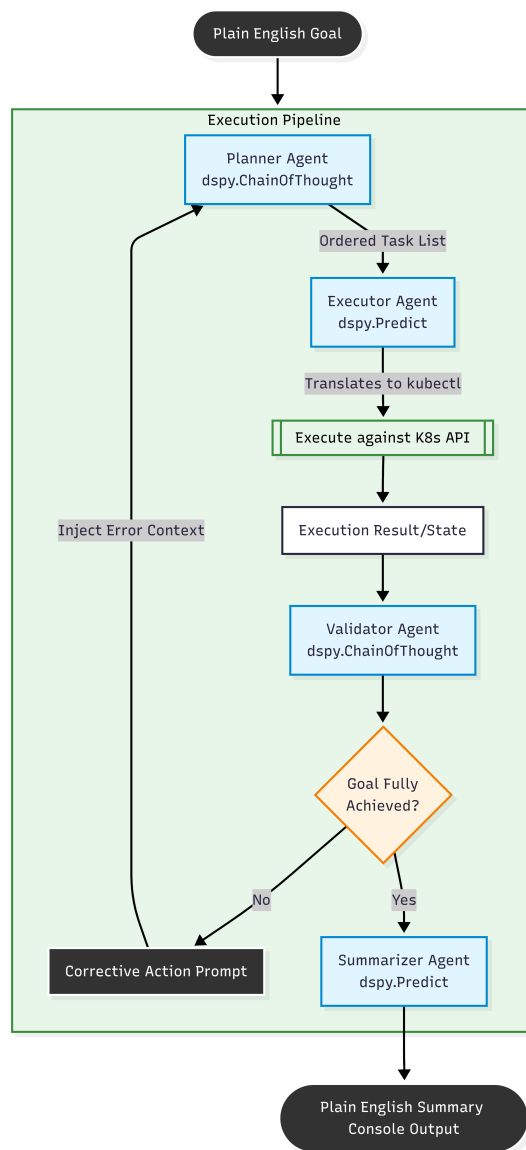 Plain English Goal
Execution Pipeline
Planner Agent
dspy.ChainOfThought
Ordered Task List
Executor Agent
dspy.Predict
Translates to kubectl
Execute against K8s API
Inject Error Context
Execution Result/State
Validator Agent
dspy.ChainOfThought
Goal Fully
Achieved?
No
Yes
Corrective Action Prompt
Summarizer Agent
dspy.Predict
Plain English Summary
Console Output